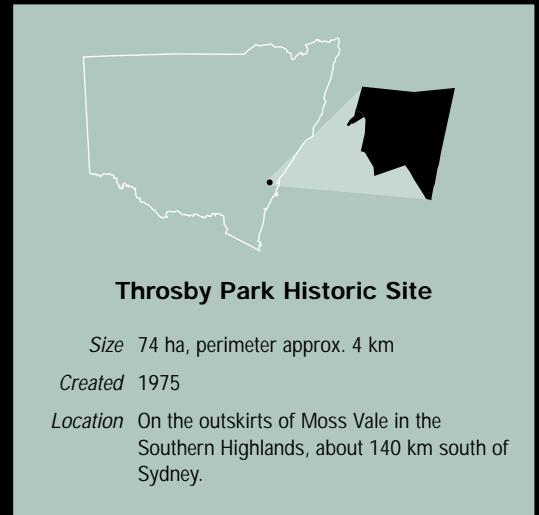 Throsby Park Historic Site
Size 74 ha, perimeter approx. 4 km
Created 1975
Location On the outskirts of Moss Vale in the
Southern Highlands, about 140 km south of
Sydney.